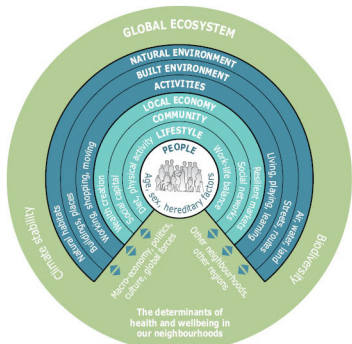 GLOBAL ECOSYSTEM
NATURAL ENVIRONMENT
BUILT ENVIRONMENT
ACTIVITIES
LOCAL ECONOMY
COMMUNITY
LIFESTYLE
PEOPLE
Age, sex, hereditary factors
Diet, physical activity
Work-life balance
Social capital
Social networks
Wealth creation
Resilient markets
Working, shopping, moving
Living, playing, learning
Buildings, places
Streets, routes
Natural habitats
Air, water, land
Climate stability
Biodiversity
Macro-economy, politics,
culture, global forces
Other neighbourhoods,
other regions
The determinants of
health and wellbeing in
our neighbourhoods